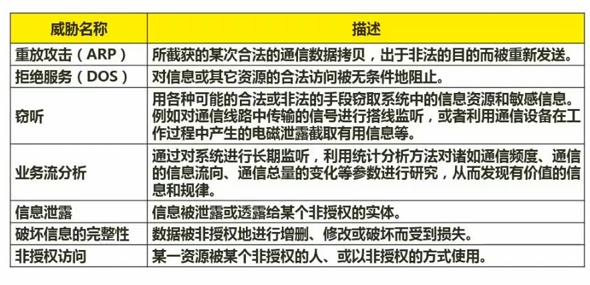 威胁名称 描述
重放攻击（ARP） 所截获的某次合法的通信数据拷贝，出于非法的目的而被重新发送。
拒绝服务（DOS） 对信息或其它资源的合法访问被无条件地阻止。
窃听 用各种可能的合法或非法的手段窃取系统中的信息资源和敏感信息。
例如对通信线路中传输的信号进行搭线监听，或者利用通信设备在工
作过程中产生的电磁泄露截取有用信息等。
业务流分析 通过对系统进行长期监听，利用统计分析方法对诸如通信频度、通信
的信息流向、通信总量的变化等参数进行研究，从而发现有价值的信
息和规律。
信息泄露 信息被泄露或透露给某个非授权的实体。
破坏信息的完整性 数据被非授权地进行增删、修改或破坏而受到损失。
非授权访问 某一资源被某个非授权的人、或以非授权的方式使用。